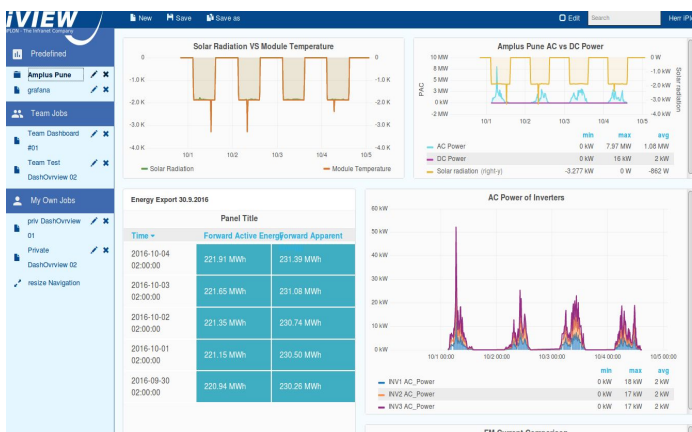 iVIEW
iPLON - The Infranet Company
New Save Save as
Edit Search Herr iPl
Predefined
Amplus Pune
grafana
Team Jobs
Team Dashboard
#01
Team Test
DashOvrview 02
My Own Jobs
priv DashOvrview
01
Private
DashOvrview 02
resize Navigation
Solar Radiation VS Module Temperature
0
-1.0 K -1.0 K
-2.0 K -2.0 K
-3.0 K -3.0 K
-4.0 K -4.0 K
10/1 10/2 10/3 10/4 10/5
Solar Radiation Module Temperature
Amplus Pune AC vs DC Power
10 MW 0 W
8 MW -1.0 kW
5 MW -2.0 kW
3 MW
0 kW -3.0 kW
-2 MW -4.0 kW
PAC
Solar radiation
10/1 10/2 10/3 10/4 10/5
min max avg
AC Power 0 kW 7.97 MW 1.08 MW
DC Power 0 kW 16 kW 2 kW
Solar radiation (right-y) -3.277 kW 0 W -862 W
Energy Export 30.9.2016
Panel Title
Time Forward Active Energy Forward Apparent
2016-10-04
02:00:00 221.91 MWh 231.39 MWh
2016-10-03
02:00:00 221.65 MWh 231.08 MWh
2016-10-02
02:00:00 221.35 MWh 230.74 MWh
2016-10-01
02:00:00 221.15 MWh 230.50 MWh
2016-09-30
02:00:00 220.94 MWh 230.26 MWh
AC Power of Inverters
60 kW
50 kW
40 kW
30 kW
20 kW
10 kW
0 kW
10/1 00:00 10/2 00:00 10/3 00:00 10/4 00:00 10/5 00:00
min max avg
INV1 AC_Power 0 kW 18 kW 2 kW
INV2 AC_Power 0 kW 17 kW 2 kW
INV3 AC_Power 0 kW 17 kW 2 kW